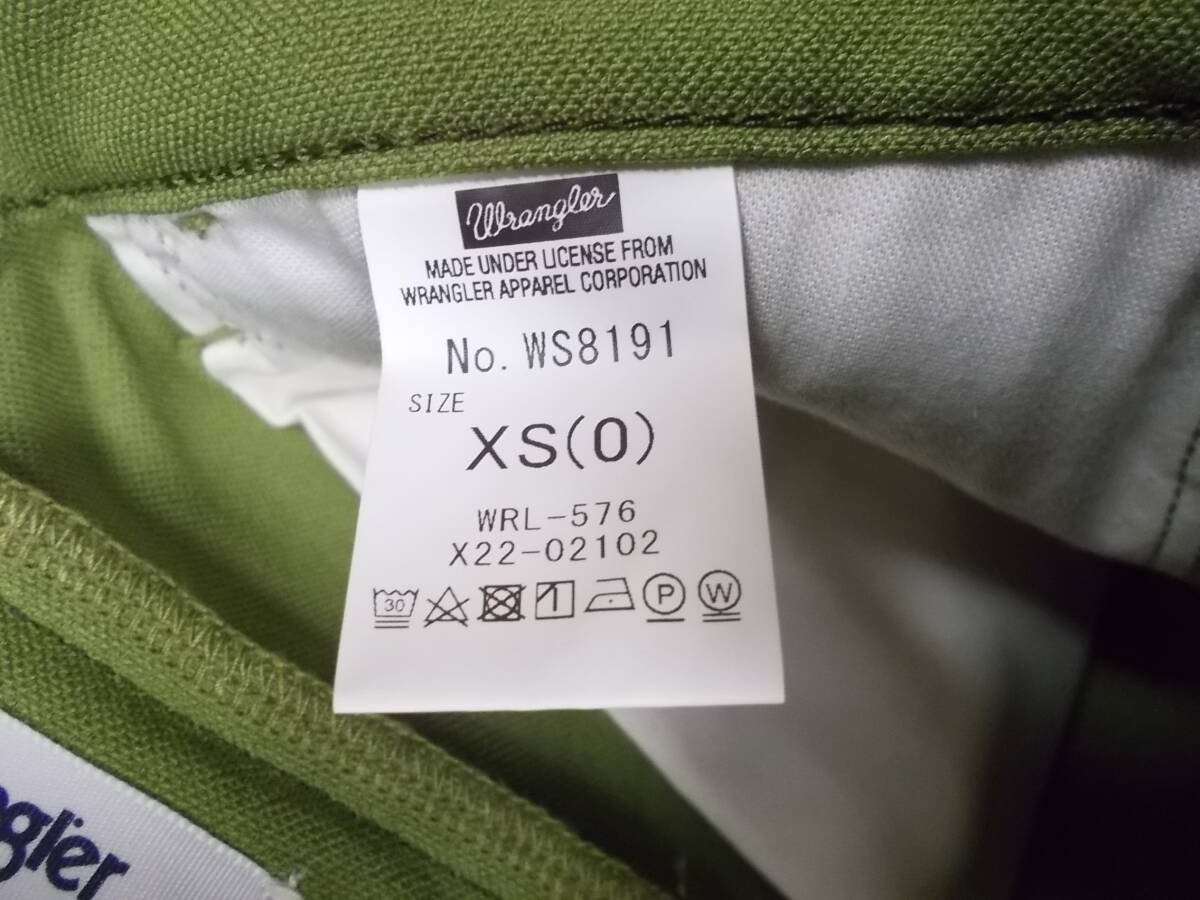 Wrangler
MADE UNDER LICENSE FROM
WRANGLER APPAREL CORPORATION
No. WS8191
SIZE
XS(0)
WRL-576
X22-02102
30
P
W
ngler